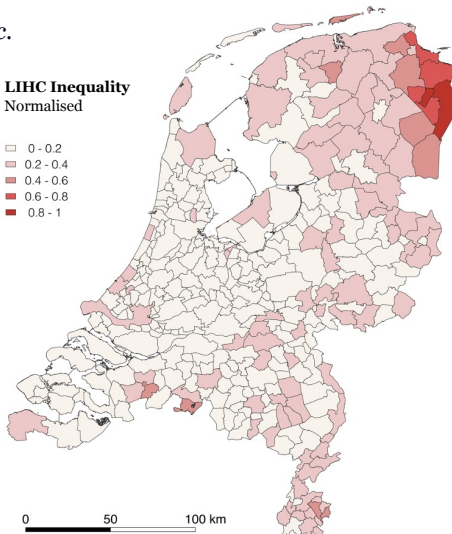 c.
LIHC Inequality
Normalised
0 - 0.2
0.2 - 0.4
0.4 - 0.6
0.6 - 0.8
0.8 - 1
0 50 100 km